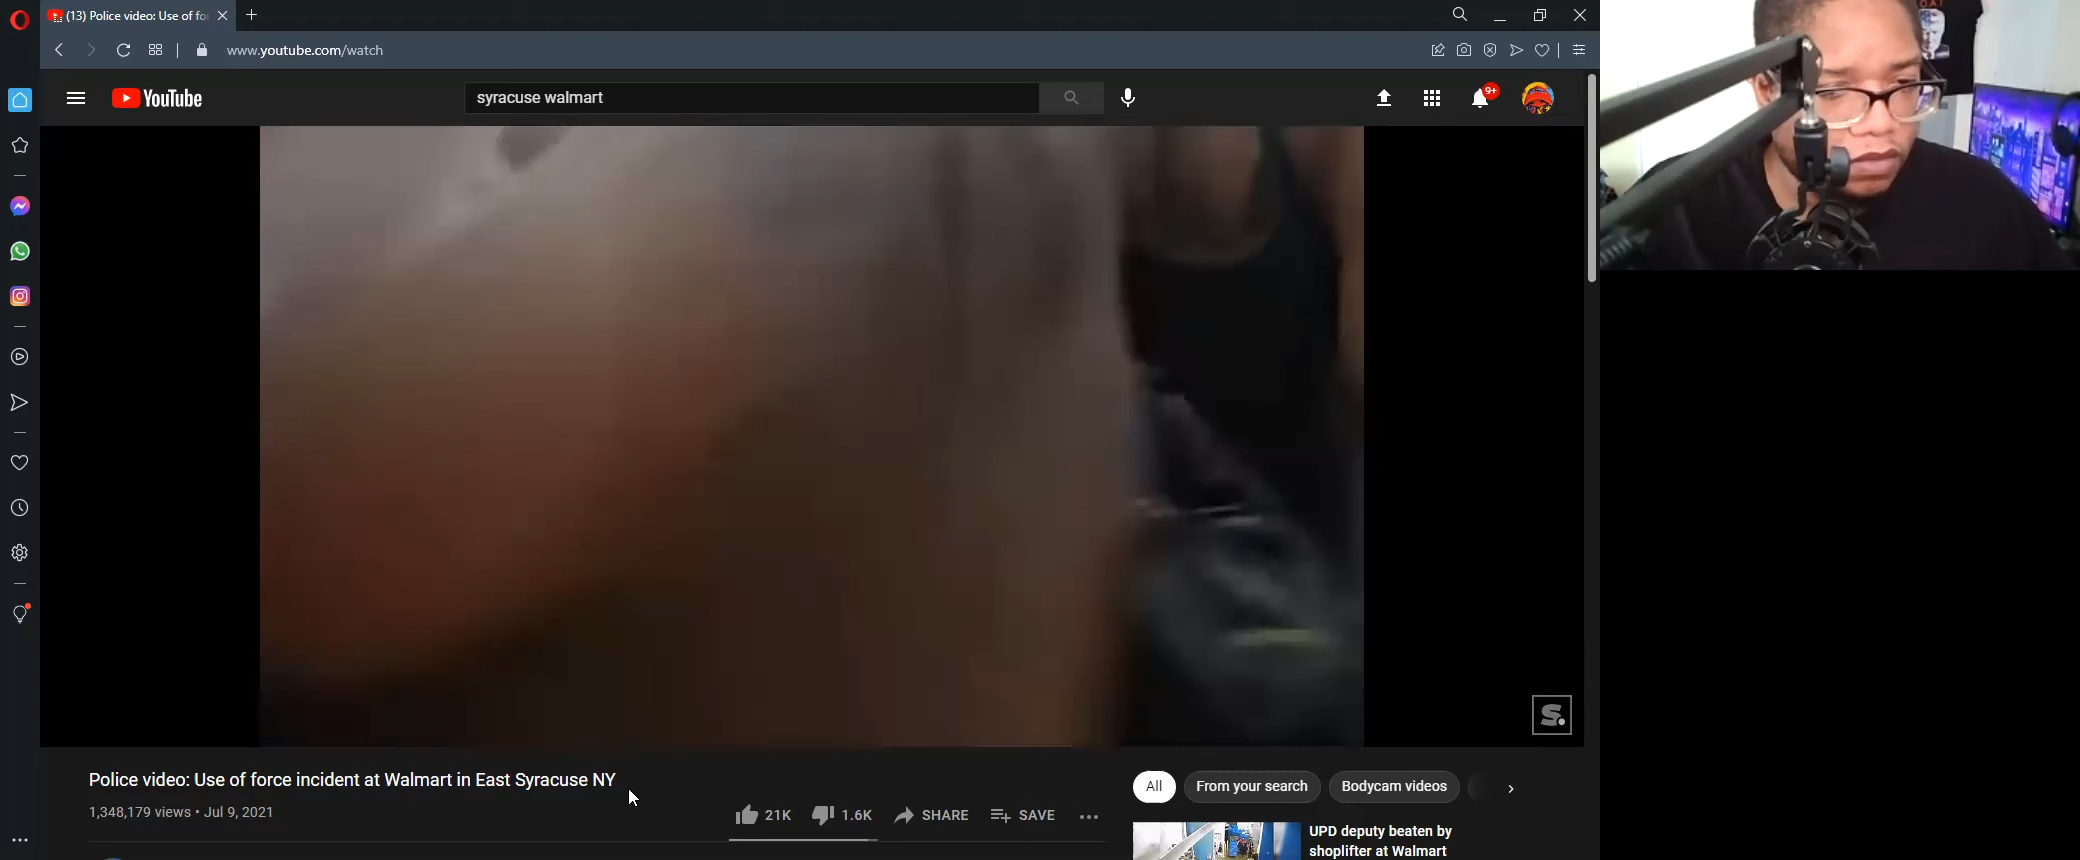 (13) Police video: Use of fo
www.youtube.com/watch
YouTube
syracuse walmart
9+
S.
Police video: Use of force incident at Walmart in East Syracuse NY
1,348,179 views • Jul 9, 2021
21K
1.6K
SHARE
SAVE
All
From your search
Bodycam videos
UPD deputy beaten by
shoplifter at Walmart